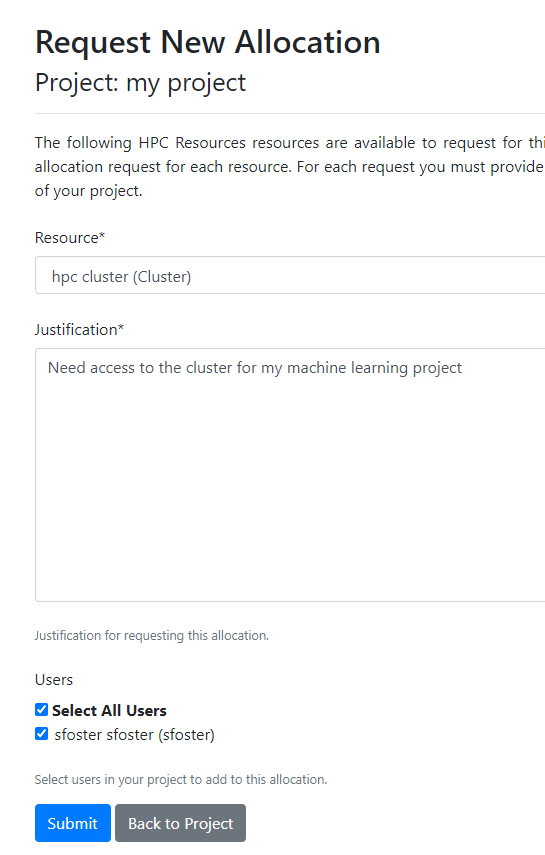 Request New Allocation
Project: my project
The following HPC Resources resources are available to request for
allocation request for each resource. For each request you must provide
of your project.
Resource*
hpc cluster (Cluster)
Justification*
Need access to the cluster for my machine learning project
Justification for requesting this allocation.
Users
Select All Users
sfoster sfoster (sfoster)
Select users in your project to add to this allocation.
Submit Back to Project